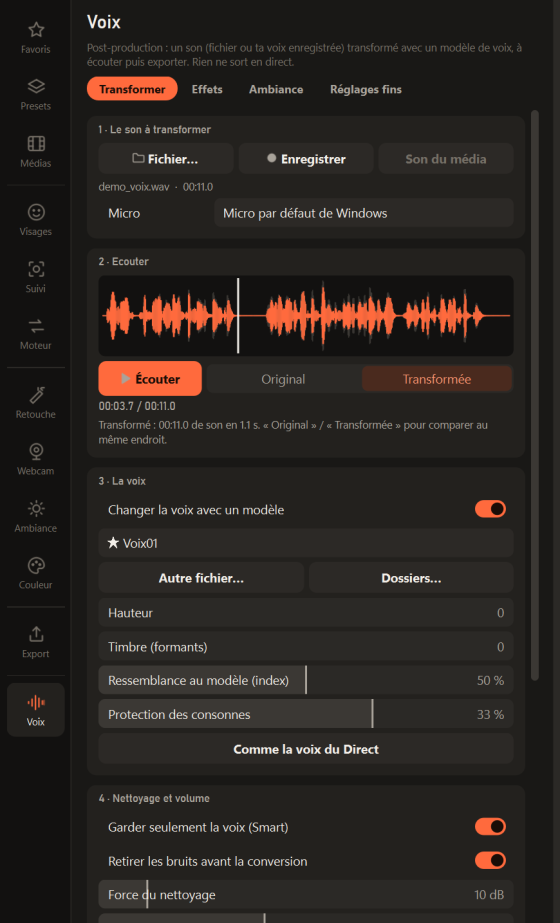 Voix
Post-production : un son (fichier ou ta voix enregistrée) transformé avec un modèle de voix, à
écouter puis exporter. Rien ne sort en direct.
Transformer
Effets
Ambiance
Réglages fins
1 · Le son à transformer
Fichier...
Enregistrer
Son du média
demo_voix.wav · 00:11.0
Micro
Micro par défaut de Windows
2 · Ecouter
Écouter
Original
Transformée
00:03.7 / 00:11.0
Transformé : 00:11.0 de son en 1.1 s. « Original » / « Transformée » pour comparer au
même endroit.
3 · La voix
Changer la voix avec un modèle
★ Voix01
Autre fichier...
Dossiers...
Hauteur 0
Timbre (formants) 0
Ressemblance au modèle (index) 50 %
Protection des consonnes 33 %
Comme la voix du Direct
4 · Nettoyage et volume
Garder seulement la voix (Smart)
Retirer les bruits avant la conversion
Force du nettoyage 10 dB
Favoris
Presets
Médias
Visages
Suivi
Moteur
Retouche
Webcam
Ambiance
Couleur
Export
Voix